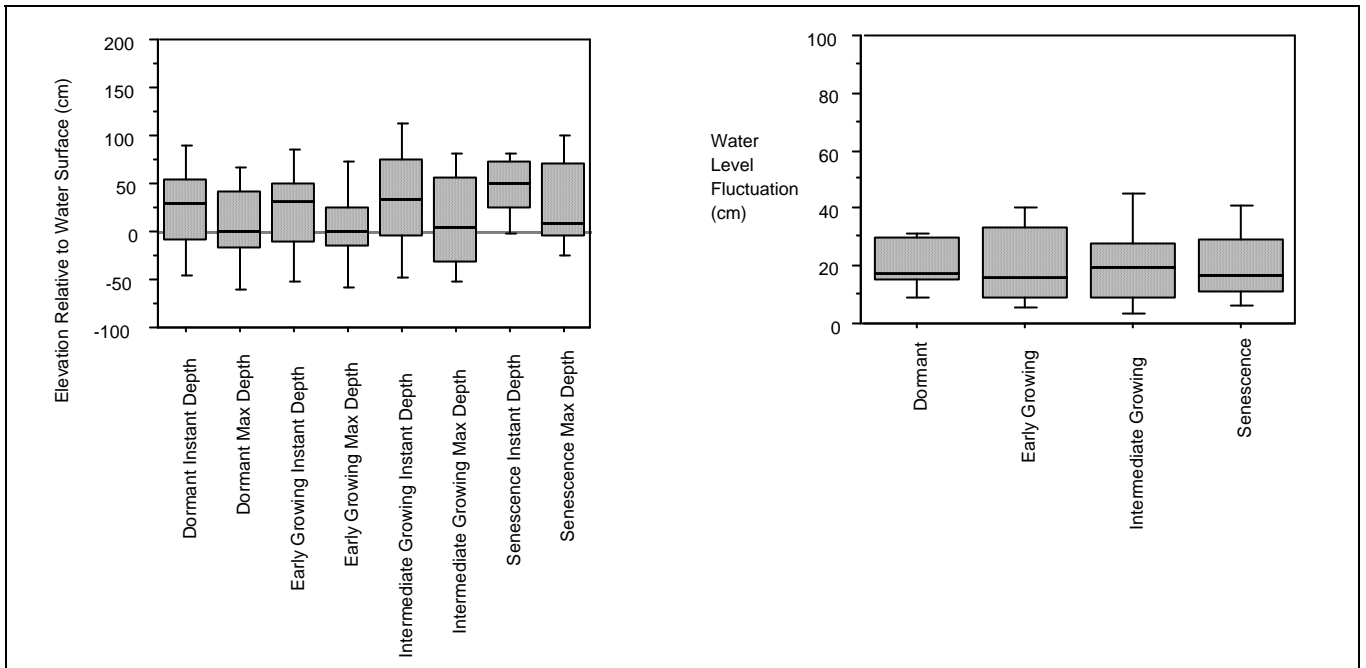 Elevation Relative to Water Surface (cm)
200
150
100
50
0
-50
-100
Dormant Instant Depth
Dormant Max Depth
Early Growing Instant Depth
Early Growing Max Depth
Intermediate Growing Instant Depth
Intermediate Growing Max Depth
Senescence Instant Depth
Senescence Max Depth
Water
Level
Fluctuation
(cm)
100
80
60
40
20
0
Dormant
Early Growing
Intermediate Growing
Senescence